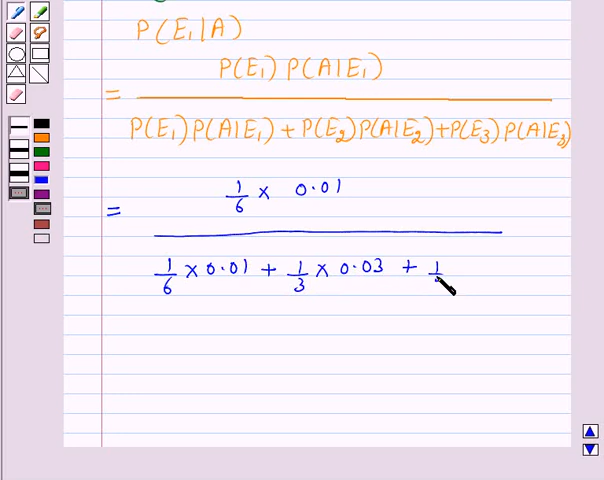 P(E₁|A)
P(E₁) P(A|E₁)
=
P(E₁)P(A|E₁) + P(E₂)P(A|E₂)+P(E₃) P(A|E₃)
1/6 × 0.01
=
1/6 × 0.01 + 1/3 × 0.03 + 1